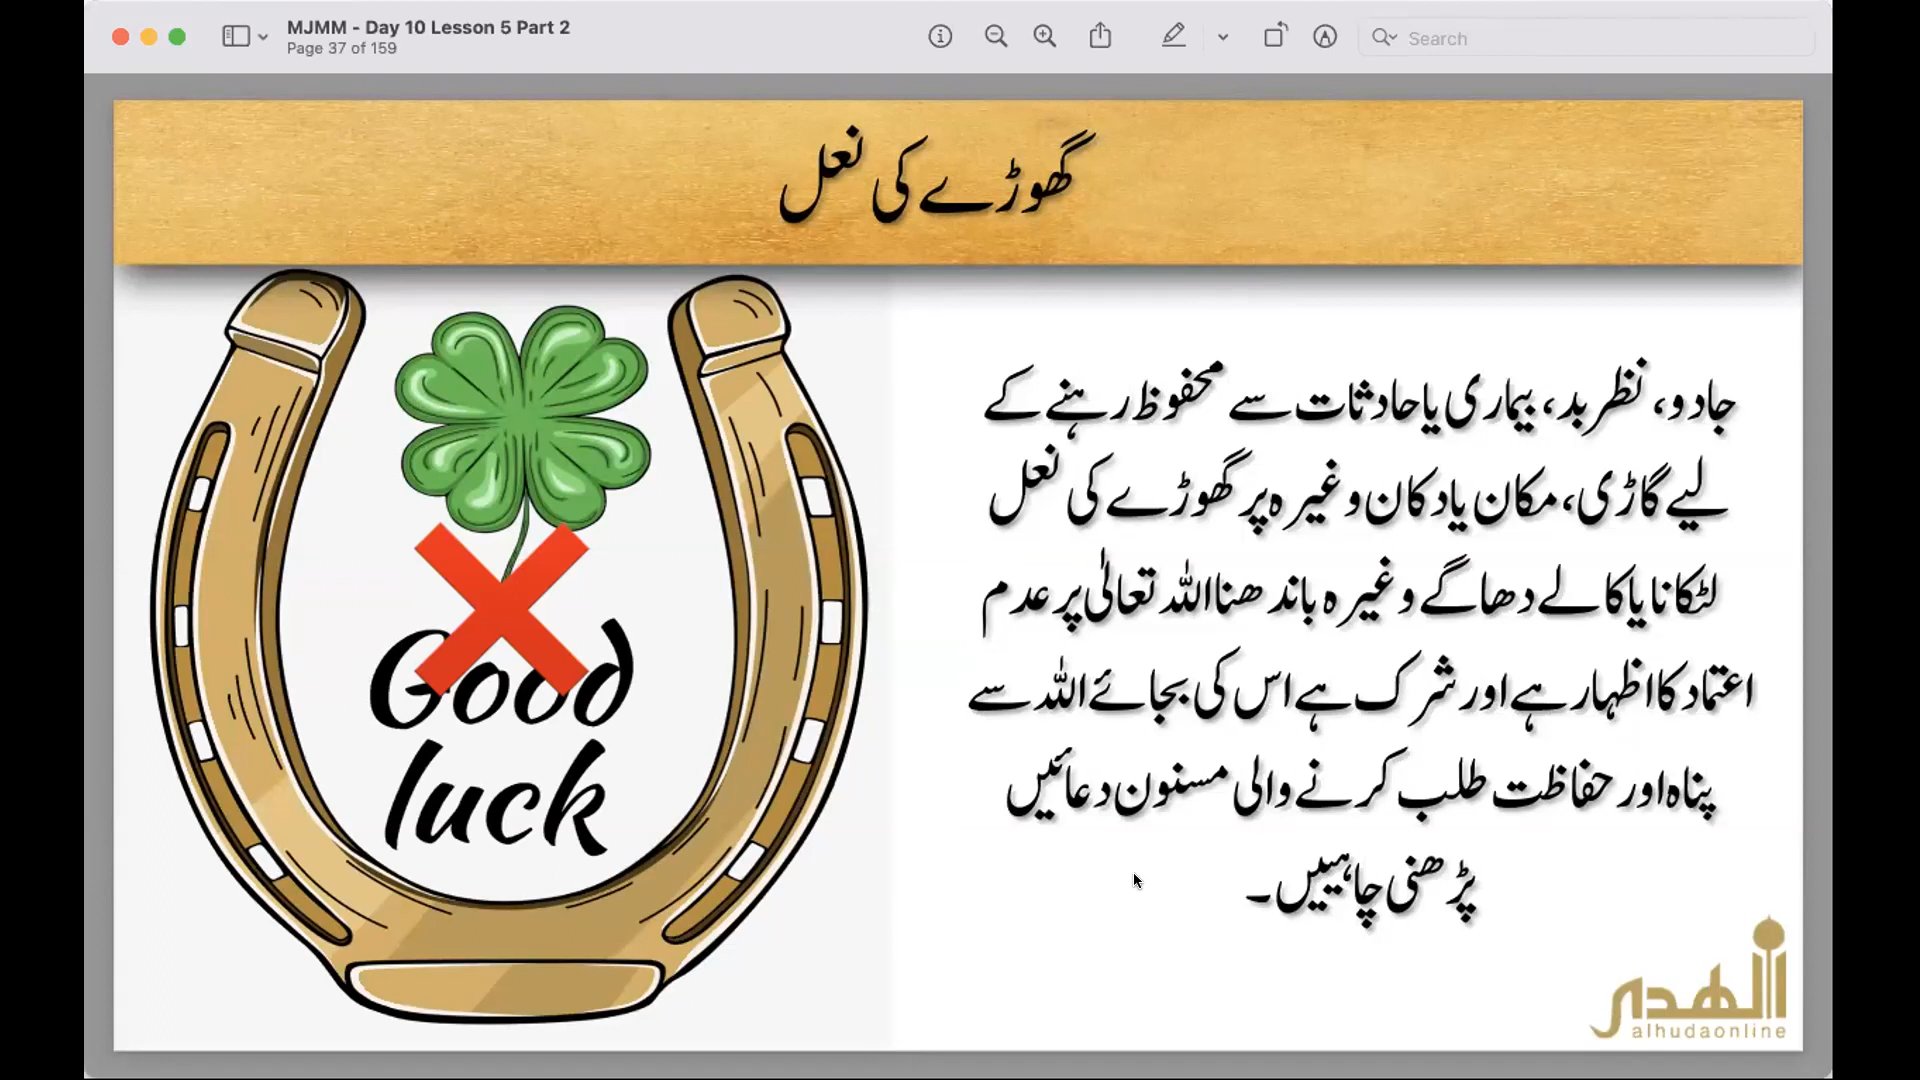 MJMM - Day 10 Lesson 5 Part 2
Page 37 of 159
Search
گھوڑے کی نعل
Good
luck
جادو، نظر بد، بیماری یا حادثات سے محفوظ رہنے کے
لیے گاڑی، مکان یا دکان وغیرہ پر گھوڑے کی نعل
لٹکانا یا کالے دھاگے وغیرہ باندھنا اللہ تعالٰی پر عدم
اعتماد کا اظہار ہے اور شرک ہے اس کی بجائے اللہ سے
پناہ اور حفاظت طلب کرنے والی مسنون دعائیں
پڑھنی چاہییں۔
الهدى
alhudaonline